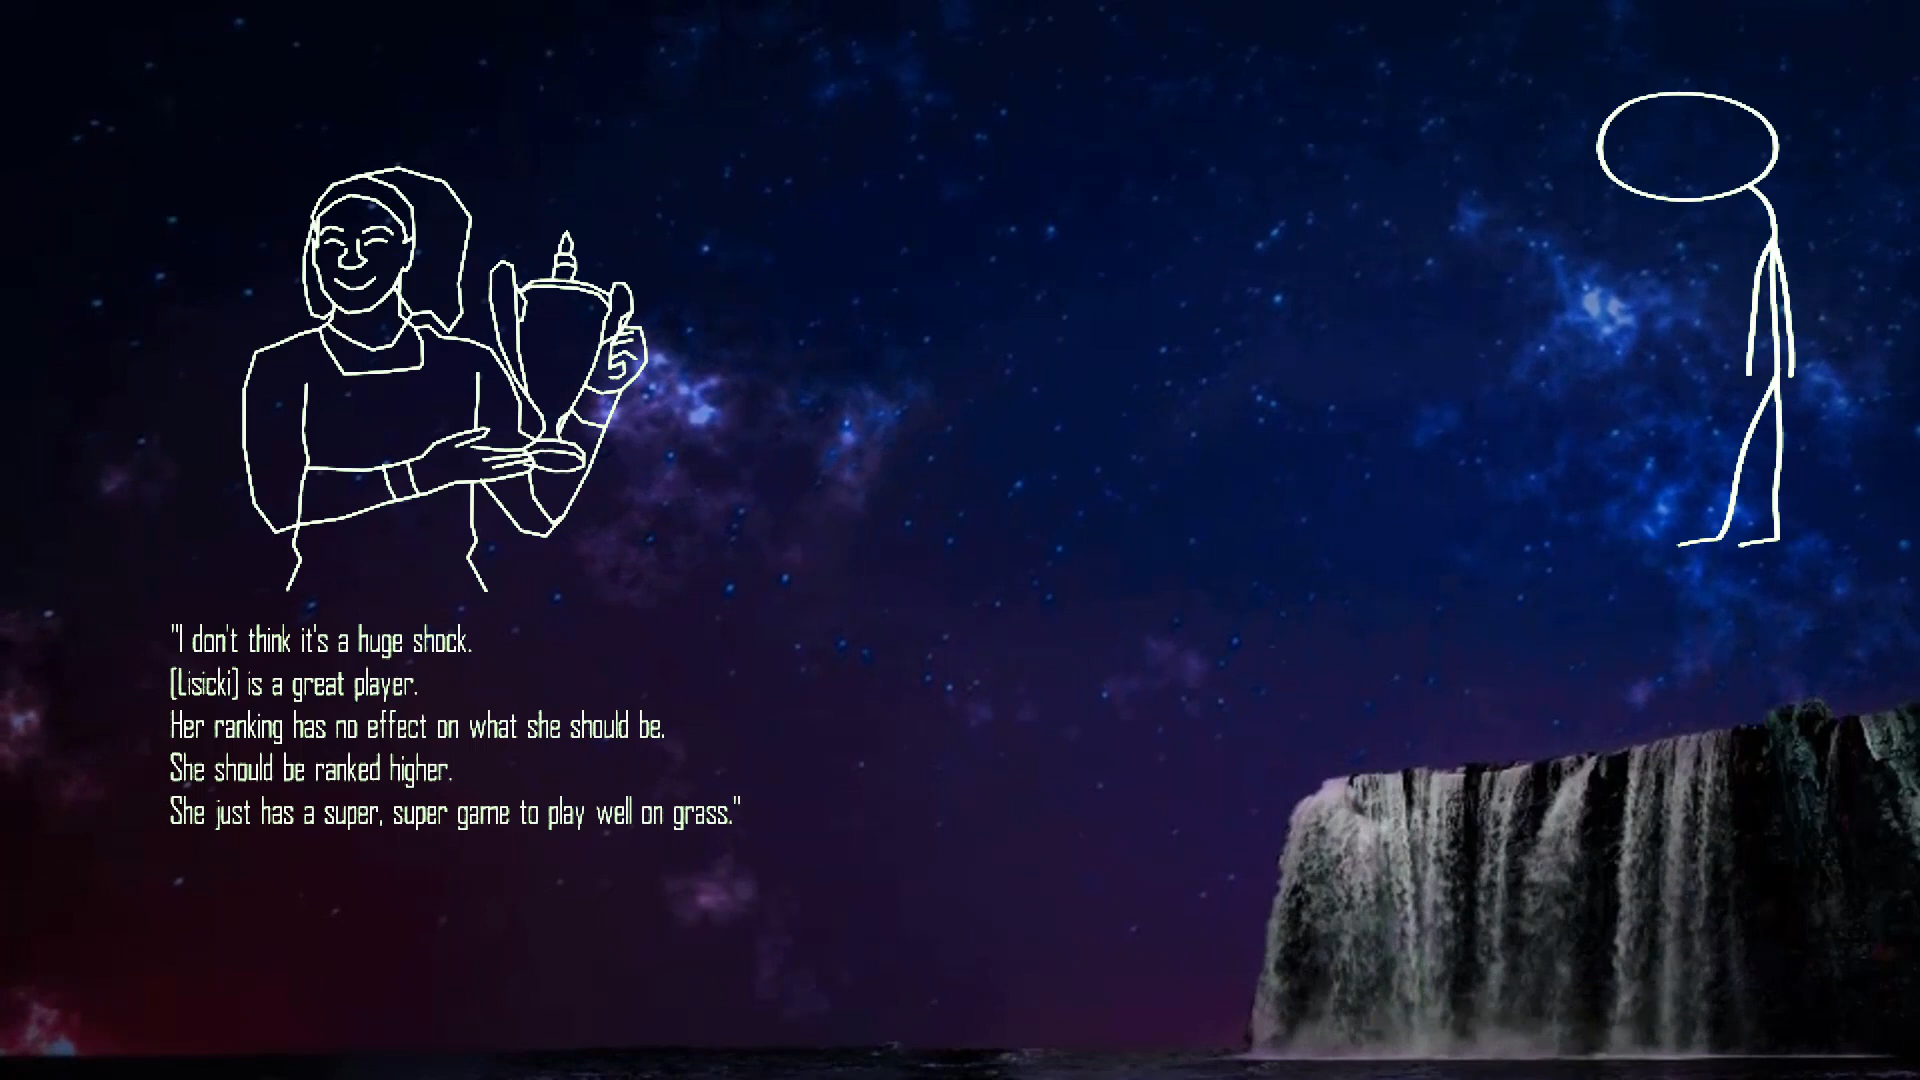 "I don't think it's a huge shock.
(Lisicki) is a great player.
Her ranking has no effect on what she should be.
She should be ranked higher.
She just has a super, super game to play well on grass."